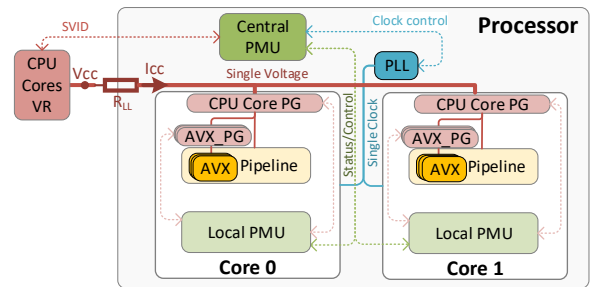 SVID
Central
PMU
Clock control
Processor
CPU
Cores
VR
Vcc
R_LL
Icc
Single Voltage
PLL
CPU Core PG
AVX_PG
AVX
Pipeline
Local PMU
Core 0
Status/Control
Single Clock
CPU Core PG
AVX_PG
AVX
Pipeline
Local PMU
Core 1